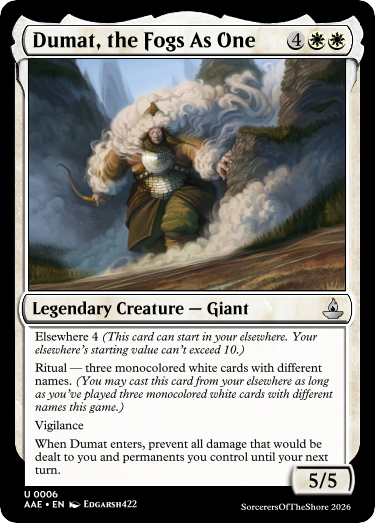 Dumat, the Fogs As One 4
Legendary Creature — Giant
Elsewhere 4 (This card can start in your elsewhere. Your
elsewhere's starting value can't exceed 10.)
Ritual — three monocolored white cards with different
names. (You may cast this card from your elsewhere as long
as you've played three monocolored white cards with different
names this game.)
Vigilance
When Dumat enters, prevent all damage that would be
dealt to you and permanents you control until your next
turn.
5/5
U 0006
AAE • EN Edgarsh422
SorcerersOfTheShore 2026